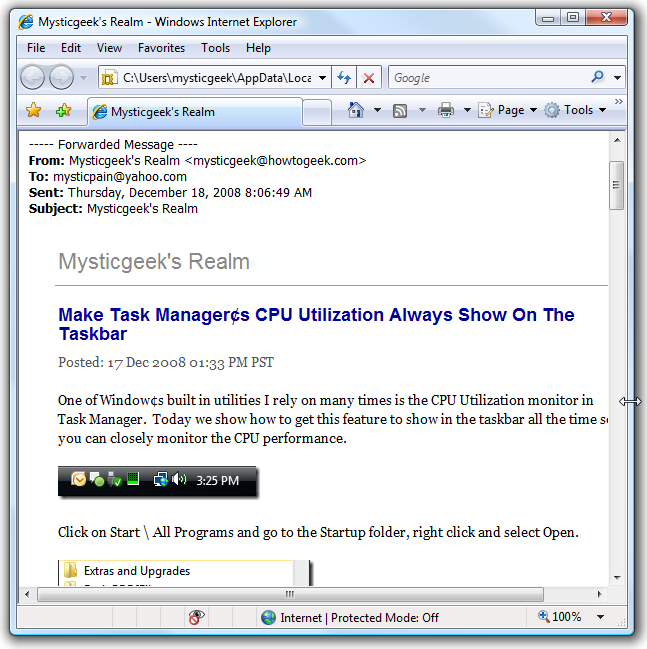 Mysticgeek's Realm - Windows Internet Explorer
File Edit View Favorites Tools Help
C:\Users\mysticgeek\AppData\Loca
Google
Mysticgeek's Realm
Page
Tools
----- Forwarded Message ----
From: Mysticgeek's Realm <mysticgeek@howtogeek.com>
To: mysticpain@yahoo.com
Sent: Thursday, December 18, 2008 8:06:49 AM
Subject: Mysticgeek's Realm
Mysticgeek's Realm
Make Task Manager¢s CPU Utilization Always Show On The
Taskbar
Posted: 17 Dec 2008 01:33 PM PST
One of Window¢s built in utilities I rely on many times is the CPU Utilization monitor in
Task Manager. Today we show how to get this feature to show in the taskbar all the time so
you can closely monitor the CPU performance.
3:25 PM
Click on Start \ All Programs and go to the Startup folder, right click and select Open.
Extras and Upgrades
Internet | Protected Mode: Off
100%